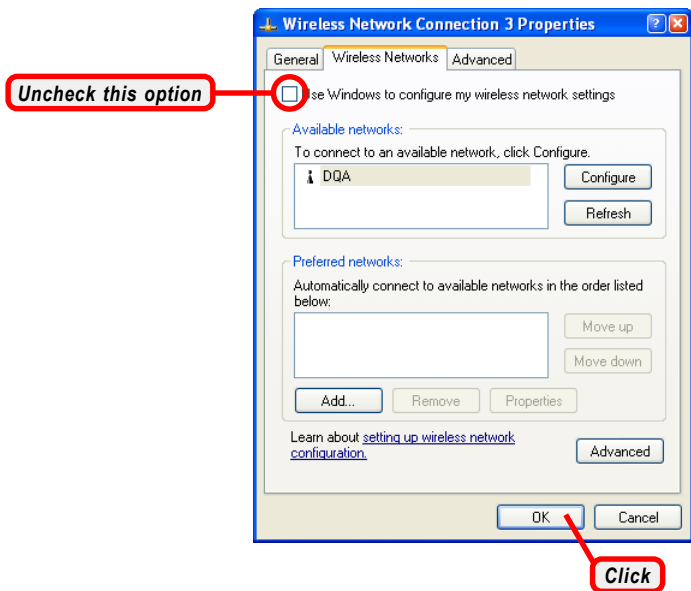 Wireless Network Connection 3 Properties
General
Wireless Networks
Advanced
Uncheck this option
Use Windows to configure my wireless network settings
Available networks:
To connect to an available network, click Configure.
DQA
Configure
Refresh
Preferred networks:
Automatically connect to available networks in the order listed
below:
Move up
Move down
Add...
Remove
Properties
Learn about setting up wireless network
configuration.
Advanced
OK
Cancel
Click